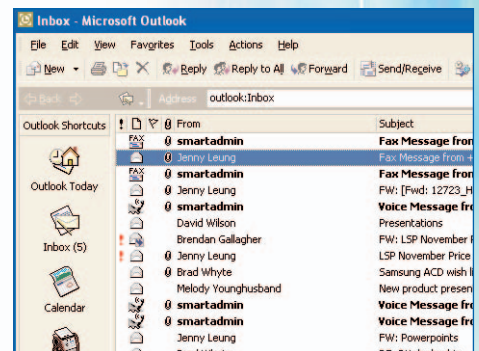 Inbox - Microsoft Outlook
File Edit View Favorites Tools Actions Help
New Reply Reply to All Forward Send/Receive
Back Address outlook:Inbox
Outlook Shortcuts ! From Subject
FAX smartadmin Fax Message from
Jenny Leung Fax Message from +
FAX smartadmin Fax Message from
Outlook Today Jenny Leung FW: [Fwd: 12723_H
smartadmin Voice Message fro
David Wilson Presentations
Inbox (5) ! Brendan Gallagher FW: LSP November P
! Jenny Leung LSP November Price
Brad Whyte Samsung ACD wish li
Melody Younghusband New product presen
Calendar smartadmin Voice Message fro
smartadmin Voice Message fro
Jenny Leung FW: Powerpoints